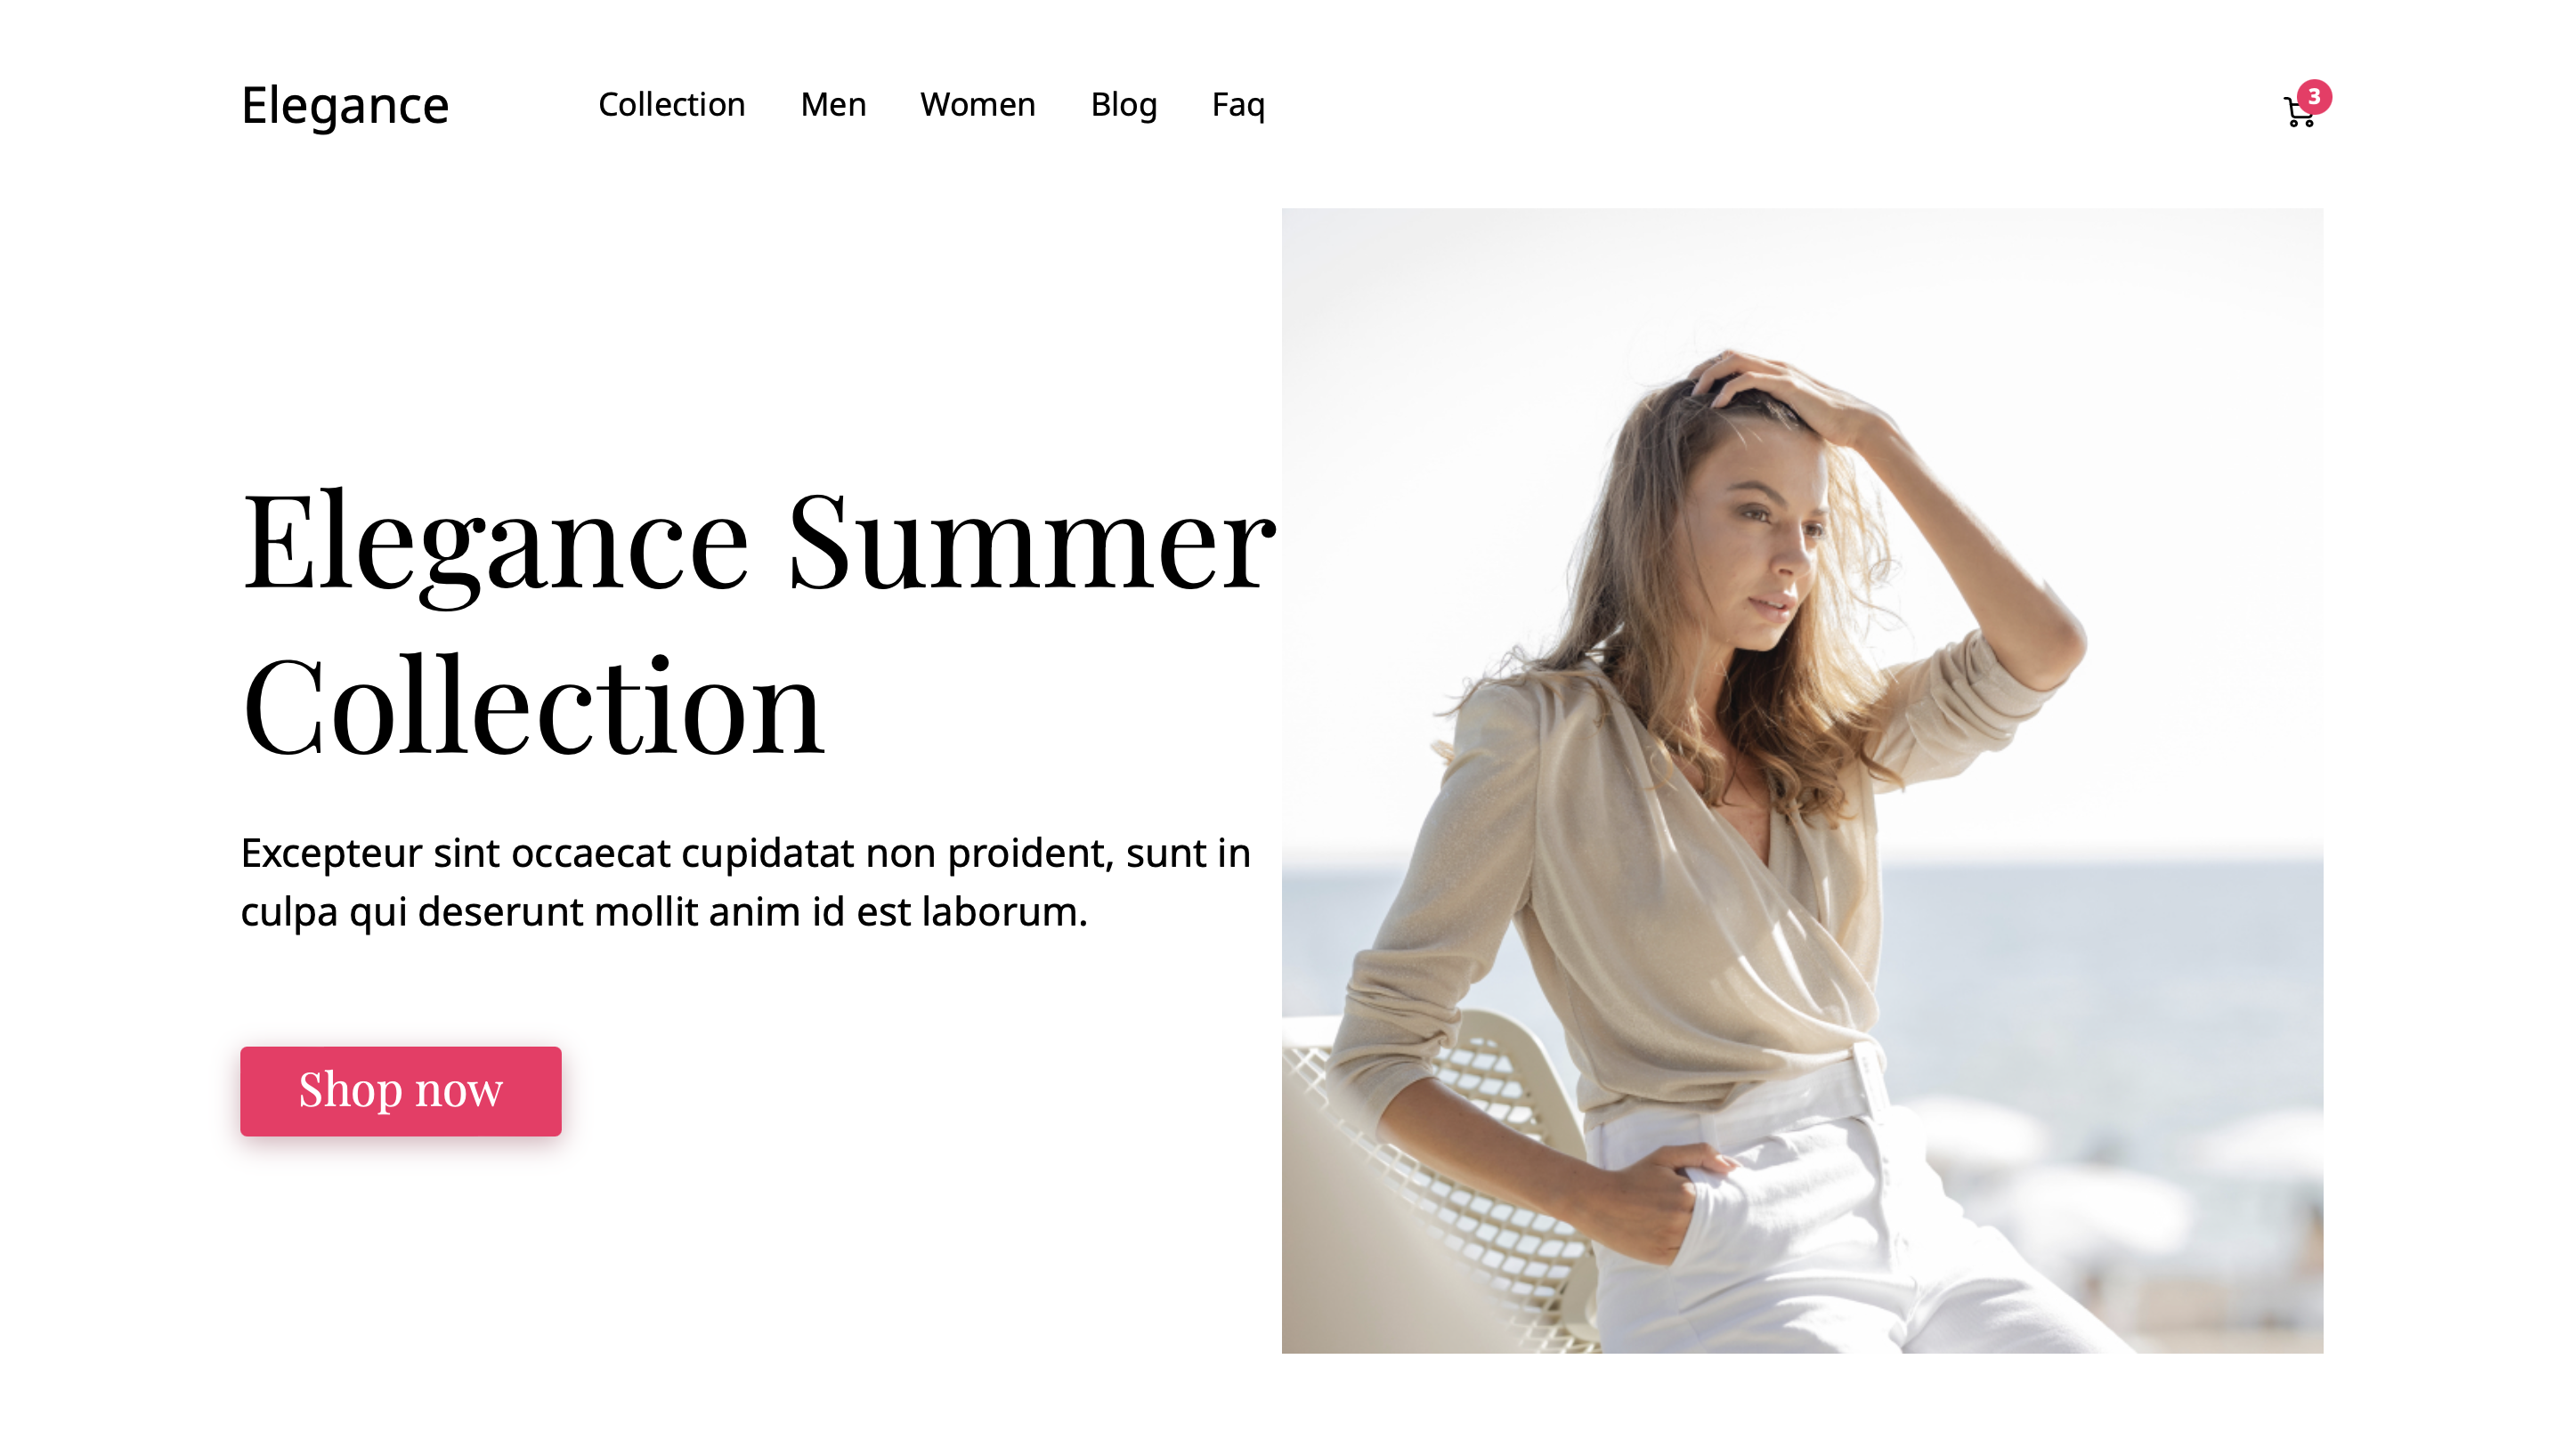 Elegance
Collection Men Women Blog Faq
3
Elegance Summer
Collection
Excepteur sint occaecat cupidatat non proident, sunt in
culpa qui deserunt mollit anim id est laborum.
Shop now